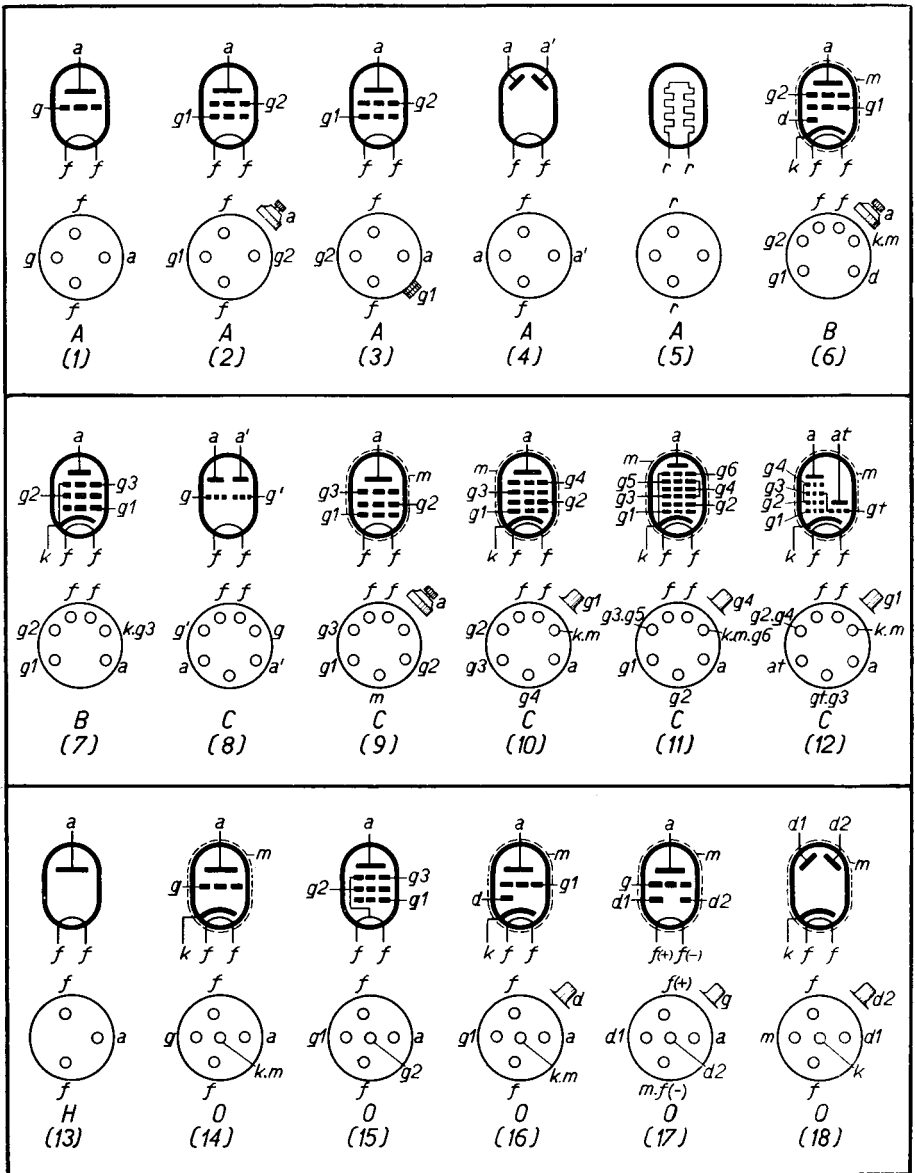 a a a a a' a
g g1 g2 g1 g2 g2 m g1 d
f f f f f f f f r r k f f
f f f f r f f
g a g1 a g2 g2 a g1 a a' g2 g1 a k.m d
f f f f r
A A A A A B
(1) (2) (3) (4) (5) (6)
a a a' a a a a at
g2 g3 g1 g g' g3 g1 m g2 m g3 g1 g4 g2 m g5 g3 g1 g6 g4 g2 g4 g3 g2 g1 m gt
k f f f f f f k f f k f f k f f
f f f f f f f f f f f f
g2 g1 k.g3 a g' a g a' g3 g1 a g2 g2 g3 g1 k.m a g3.g5 g1 g4 k.m.g6 a g2.g4 at g1 k.m a
m g4 g2 gt.g3
B C C C C C
(7) (8) (9) (10) (11) (12)
a a a a a d1 d2
g m g2 g3 g1 d m g1 g d1 m d2 m
f f k f f f f k f f f(+) f(-) k f f
f f f f f(+) f
a g a k.m g1 a g2 g1 d a k.m d1 g a d2 m d2 d1 k
f f f f m.f(-) f
H O O O O O
(13) (14) (15) (16) (17) (18)